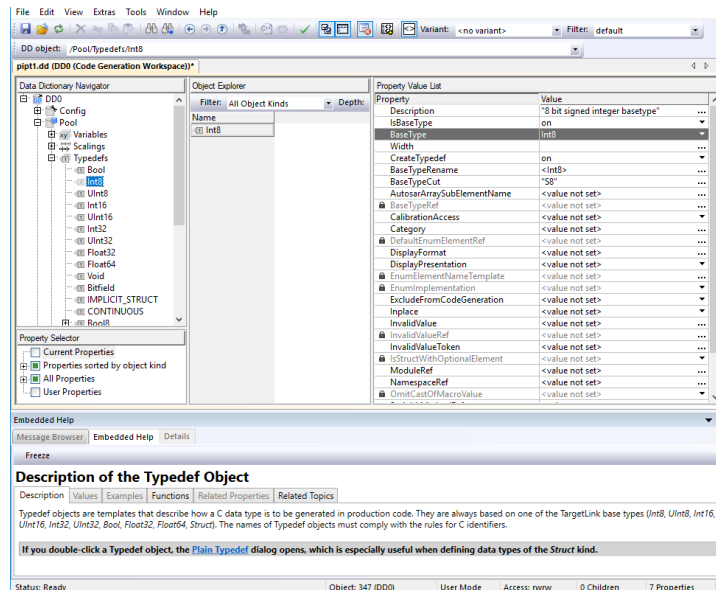 File Edit View Extras Tools Window Help
Variant: <no variant> Filter: default
DD object: /Pool/Typedefs/Int8
pipt1.dd (DD0 (Code Generation Workspace))*
Data Dictionary Navigator
DD0
Config
Pool
Variables
Scalings
Typedefs
Bool
Int8
UInt8
Int16
UInt16
Int32
UInt32
Float32
Float64
Void
Bitfield
IMPLICIT_STRUCT
CONTINUOUS
Bool8
Property Selector
Current Properties
Properties sorted by object kind
All Properties
User Properties
Object Explorer
Filter: All Object Kinds Depth:
Name
Int8
Property Value List
Property Value
Description "8 bit signed integer basetype" ...
IsBaseType on
BaseType Int8
Width ...
CreateTypedef on
BaseTypeRename <Int8> ...
BaseTypeCut "S8" ...
AutosarArraySubElementName <value not set> ...
BaseTypeRef <value not set> ...
CalibrationAccess <value not set>
Category <value not set> ...
DefaultEnumElementRef <value not set> ...
DisplayFormat <value not set> ...
DisplayPresentation <value not set>
EnumElementNameTemplate <value not set> ...
EnumImplementation <value not set>
ExcludeFromCodeGeneration <value not set>
Inplace <value not set>
InvalidValue <value not set> ...
InvalidValueRef <value not set> ...
InvalidValueToken <value not set> ...
IsStructWithOptionalElement <value not set>
ModuleRef <value not set> ...
NamespaceRef <value not set> ...
OmitCastOfMacroValue <value not set>
Embedded Help
Message Browser Embedded Help Details
Freeze
Description of the Typedef Object
Description Values Examples Functions Related Properties Related Topics
Typedef objects are templates that describe how a C data type is to be generated in production code. They are always based on one of the TargetLink base types (Int8, UInt8, Int16,
UInt16, Int32, UInt32, Bool, Float32, Float64, Struct). The names of Typedef objects must comply with the rules for C identifiers.
If you double-click a Typedef object, the Plain Typedef dialog opens, which is especially useful when defining data types of the Struct kind.
Status: Ready Object: 347 (DD0) User Mode Access: rwrw 0 Children 7 Properties